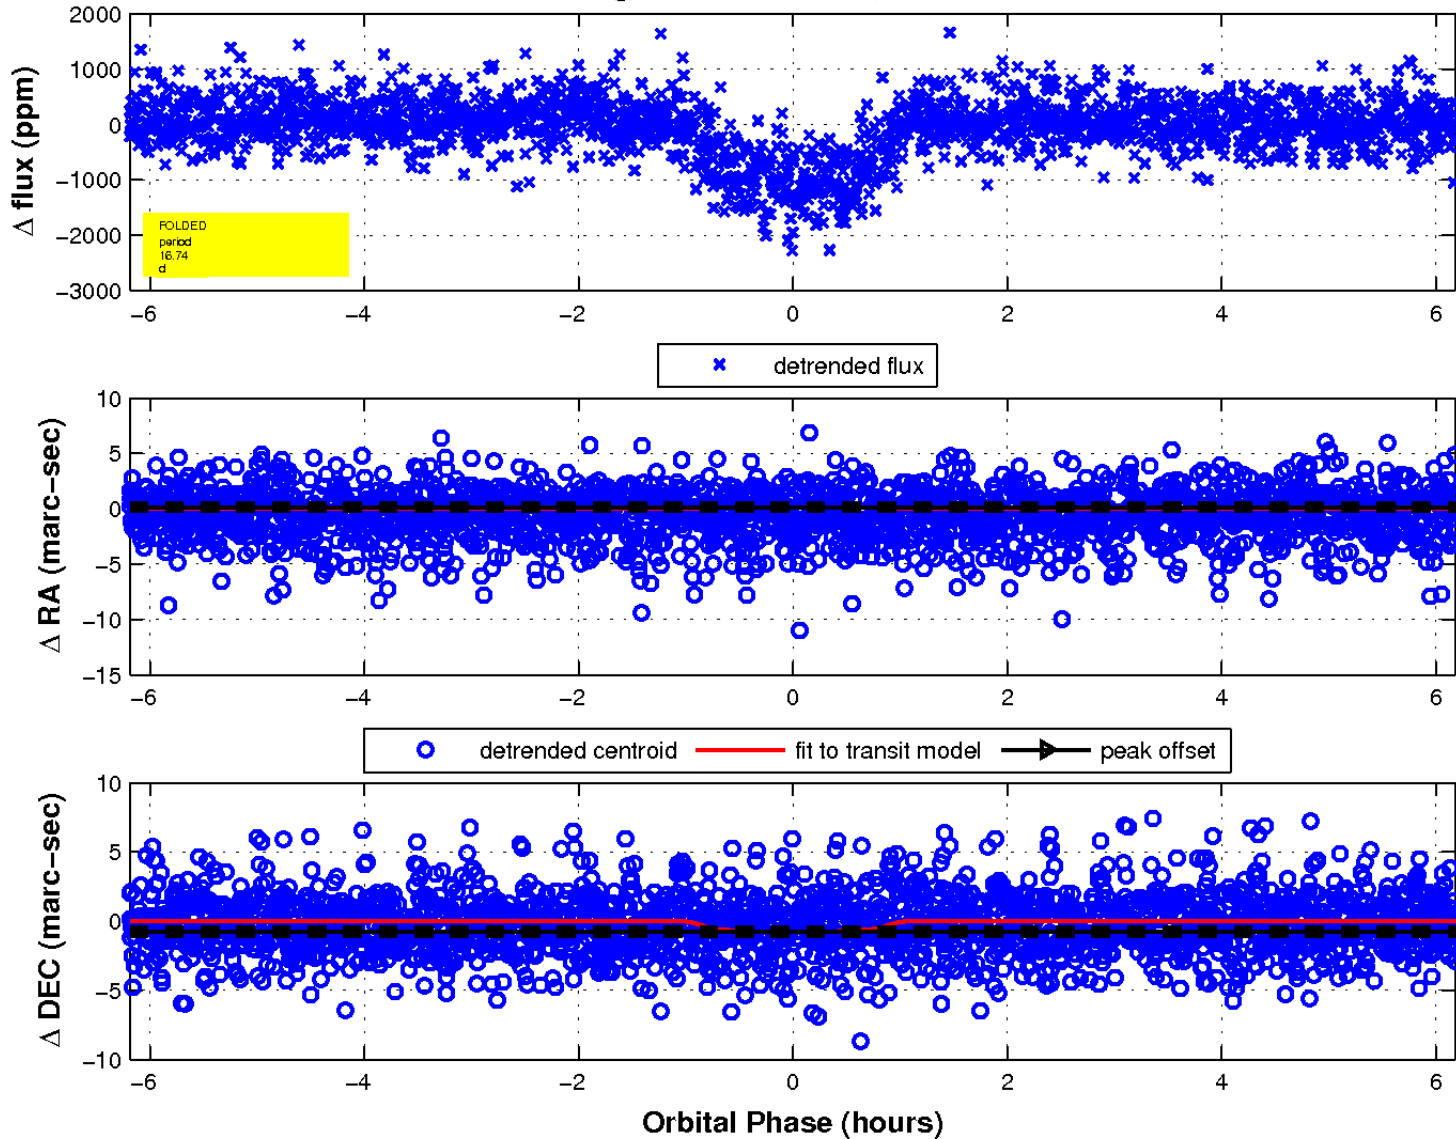 2000
1000
0
−1000
−2000
−3000
Δ flux (ppm)
FOLDED
period
16.74
d
−6 −4 −2 0 2 4 6
detrended flux
10
5
0
−5
−10
−15
Δ RA (marc−sec)
−6 −4 −2 0 2 4 6
detrended centroid fit to transit model peak offset
10
5
0
−5
−10
Δ DEC (marc−sec)
−6 −4 −2 0 2 4 6
Orbital Phase (hours)